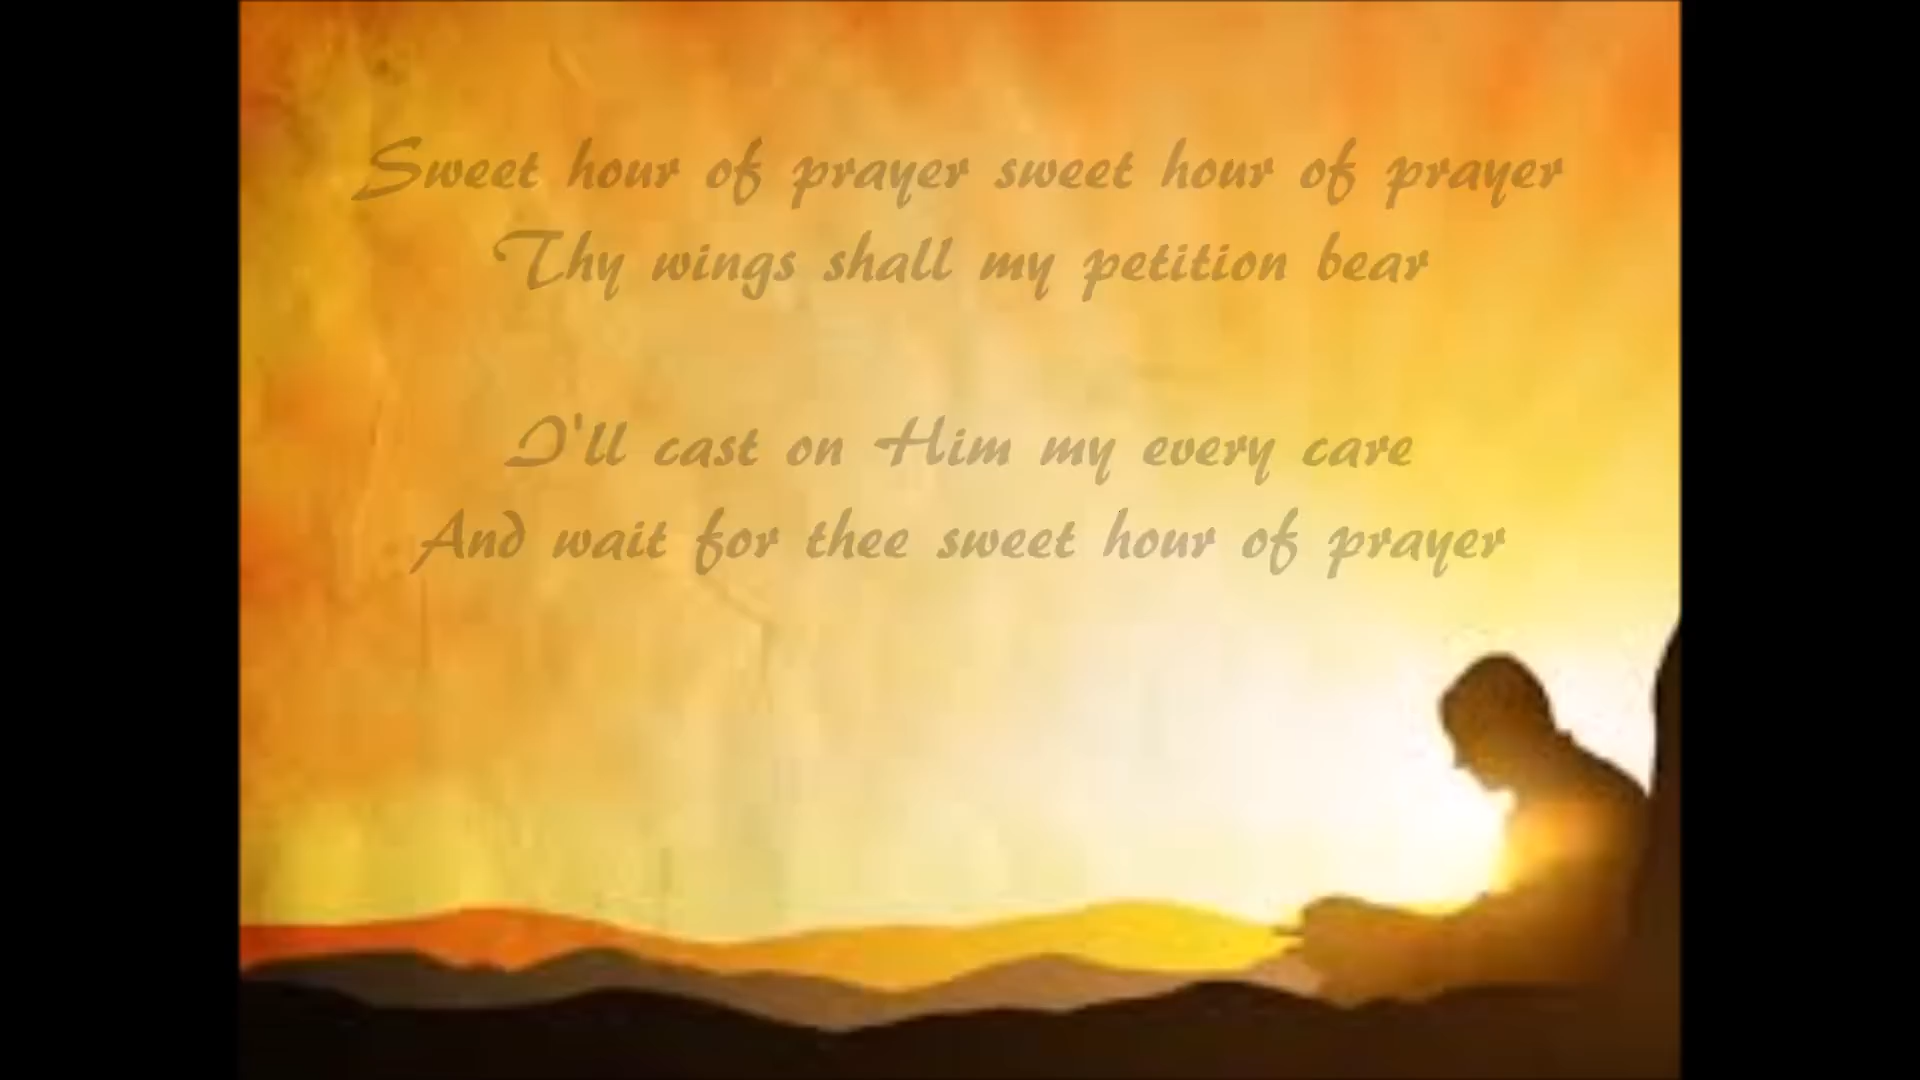 Sweet hour of prayer sweet hour of prayer
Thy wings shall my petition bear
I'll cast on Him my every care
And wait for thee sweet hour of prayer